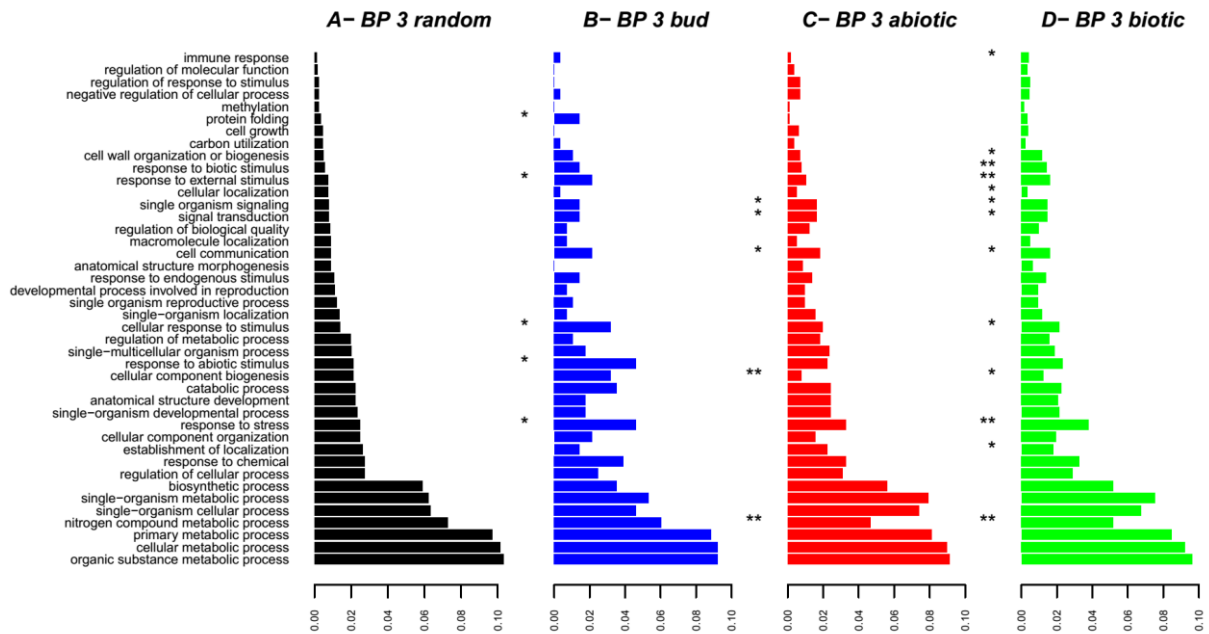 A− BP 3 random B− BP 3 bud C− BP 3 abiotic D− BP 3 biotic
immune response *
regulation of molecular function
regulation of response to stimulus
negative regulation of cellular process
methylation
protein folding *
cell growth
carbon utilization
cell wall organization or biogenesis *
response to biotic stimulus **
response to external stimulus * **
cellular localization *
single organism signaling * *
signal transduction * *
regulation of biological quality
macromolecule localization
cell communication * *
anatomical structure morphogenesis
response to endogenous stimulus
developmental process involved in reproduction
single organism reproductive process
single−organism localization
cellular response to stimulus * *
regulation of metabolic process
single−multicellular organism process
response to abiotic stimulus *
cellular component biogenesis ** *
catabolic process
anatomical structure development
single−organism developmental process
response to stress * **
cellular component organization
establishment of localization *
response to chemical
regulation of cellular process
biosynthetic process
single−organism metabolic process
single−organism cellular process
nitrogen compound metabolic process ** **
primary metabolic process
cellular metabolic process
organic substance metabolic process
0.00 0.02 0.04 0.06 0.08 0.10 0.00 0.02 0.04 0.06 0.08 0.10 0.00 0.02 0.04 0.06 0.08 0.10 0.00 0.02 0.04 0.06 0.08 0.10